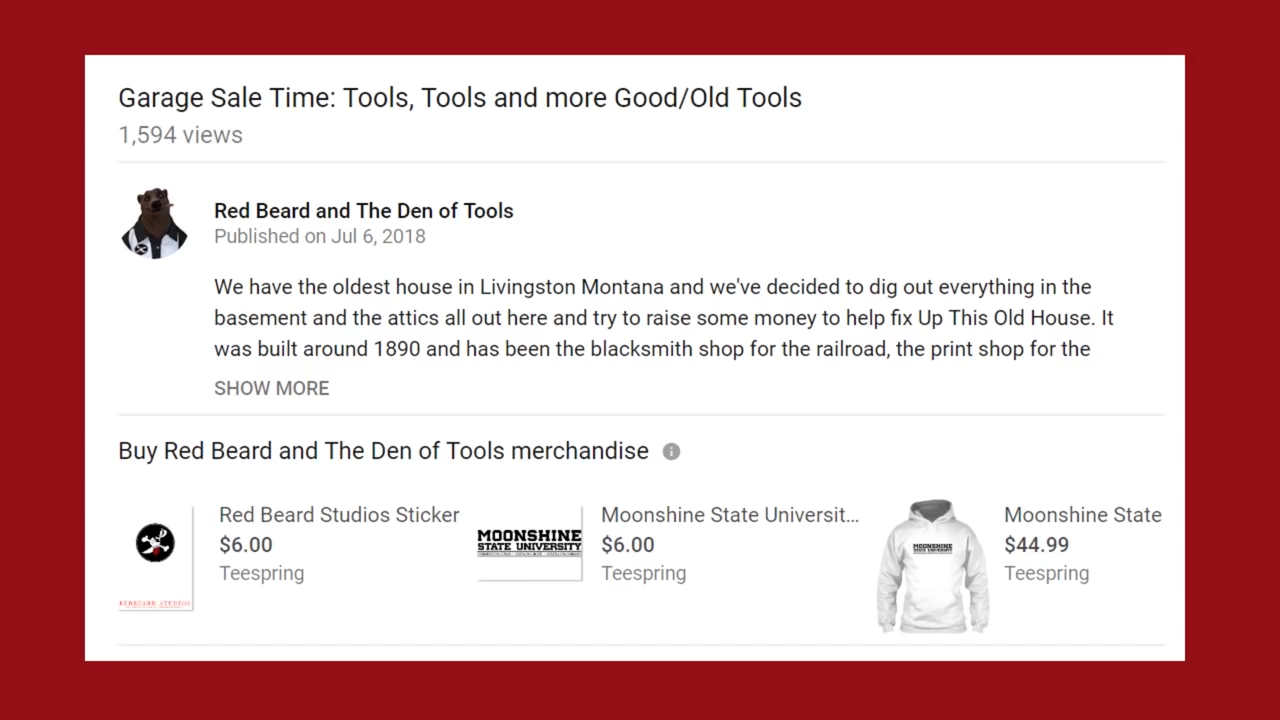 Garage Sale Time: Tools, Tools and more Good/Old Tools
1,594 views
Red Beard and The Den of Tools
Published on Jul 6, 2018
We have the oldest house in Livingston Montana and we've decided to dig out everything in the
basement and the attics all out here and try to raise some money to help fix Up This Old House. It
was built around 1890 and has been the blacksmith shop for the railroad, the print shop for the
SHOW MORE
Buy Red Beard and The Den of Tools merchandise
Red Beard Studios Sticker
$6.00
Teespring
REDBEARD STUDIOS
MOONSHINE
STATE UNIVERSITY
Moonshine State Universit...
$6.00
Teespring
MOONSHINE
STATE UNIVERSITY
Moonshine State
$44.99
Teespring